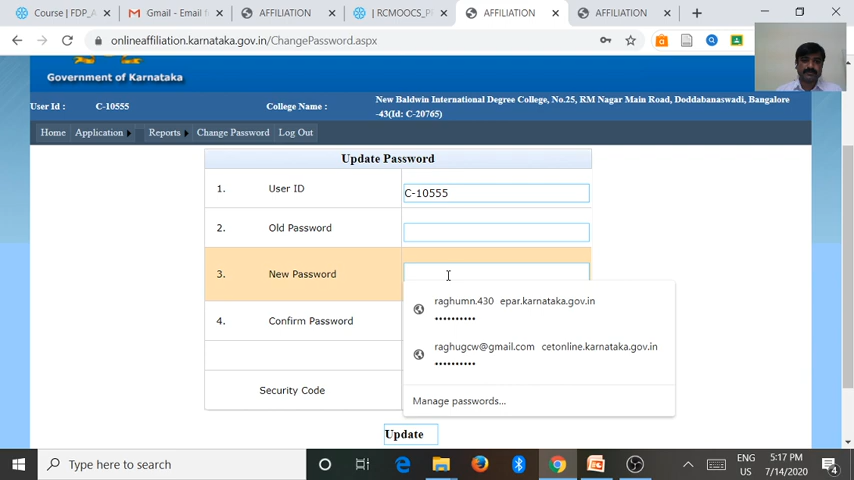 Course | FDP_A
Gmail - Email f
AFFILIATION
| RCMOOCS_P
AFFILIATION
AFFILIATION
onlineaffiliation.karnataka.gov.in/ChangePassword.aspx
Government of Karnataka
User Id : C-10555 College Name : New Baldwin International Degree College, No.25, RM Nagar Main Road, Doddabanaswadi, Bangalore
-43(Id: C-20765)
Home Application Reports Change Password Log Out
Update Password
1. User ID C-10555
2. Old Password
3. New Password
raghumn.430 epar.karnataka.gov.in
••••••••••
4. Confirm Password
raghugcw@gmail.com cetonline.karnataka.gov.in
••••••••••
Security Code
Manage passwords...
Update
Type here to search
ENG
US
5:17 PM
7/14/2020
4